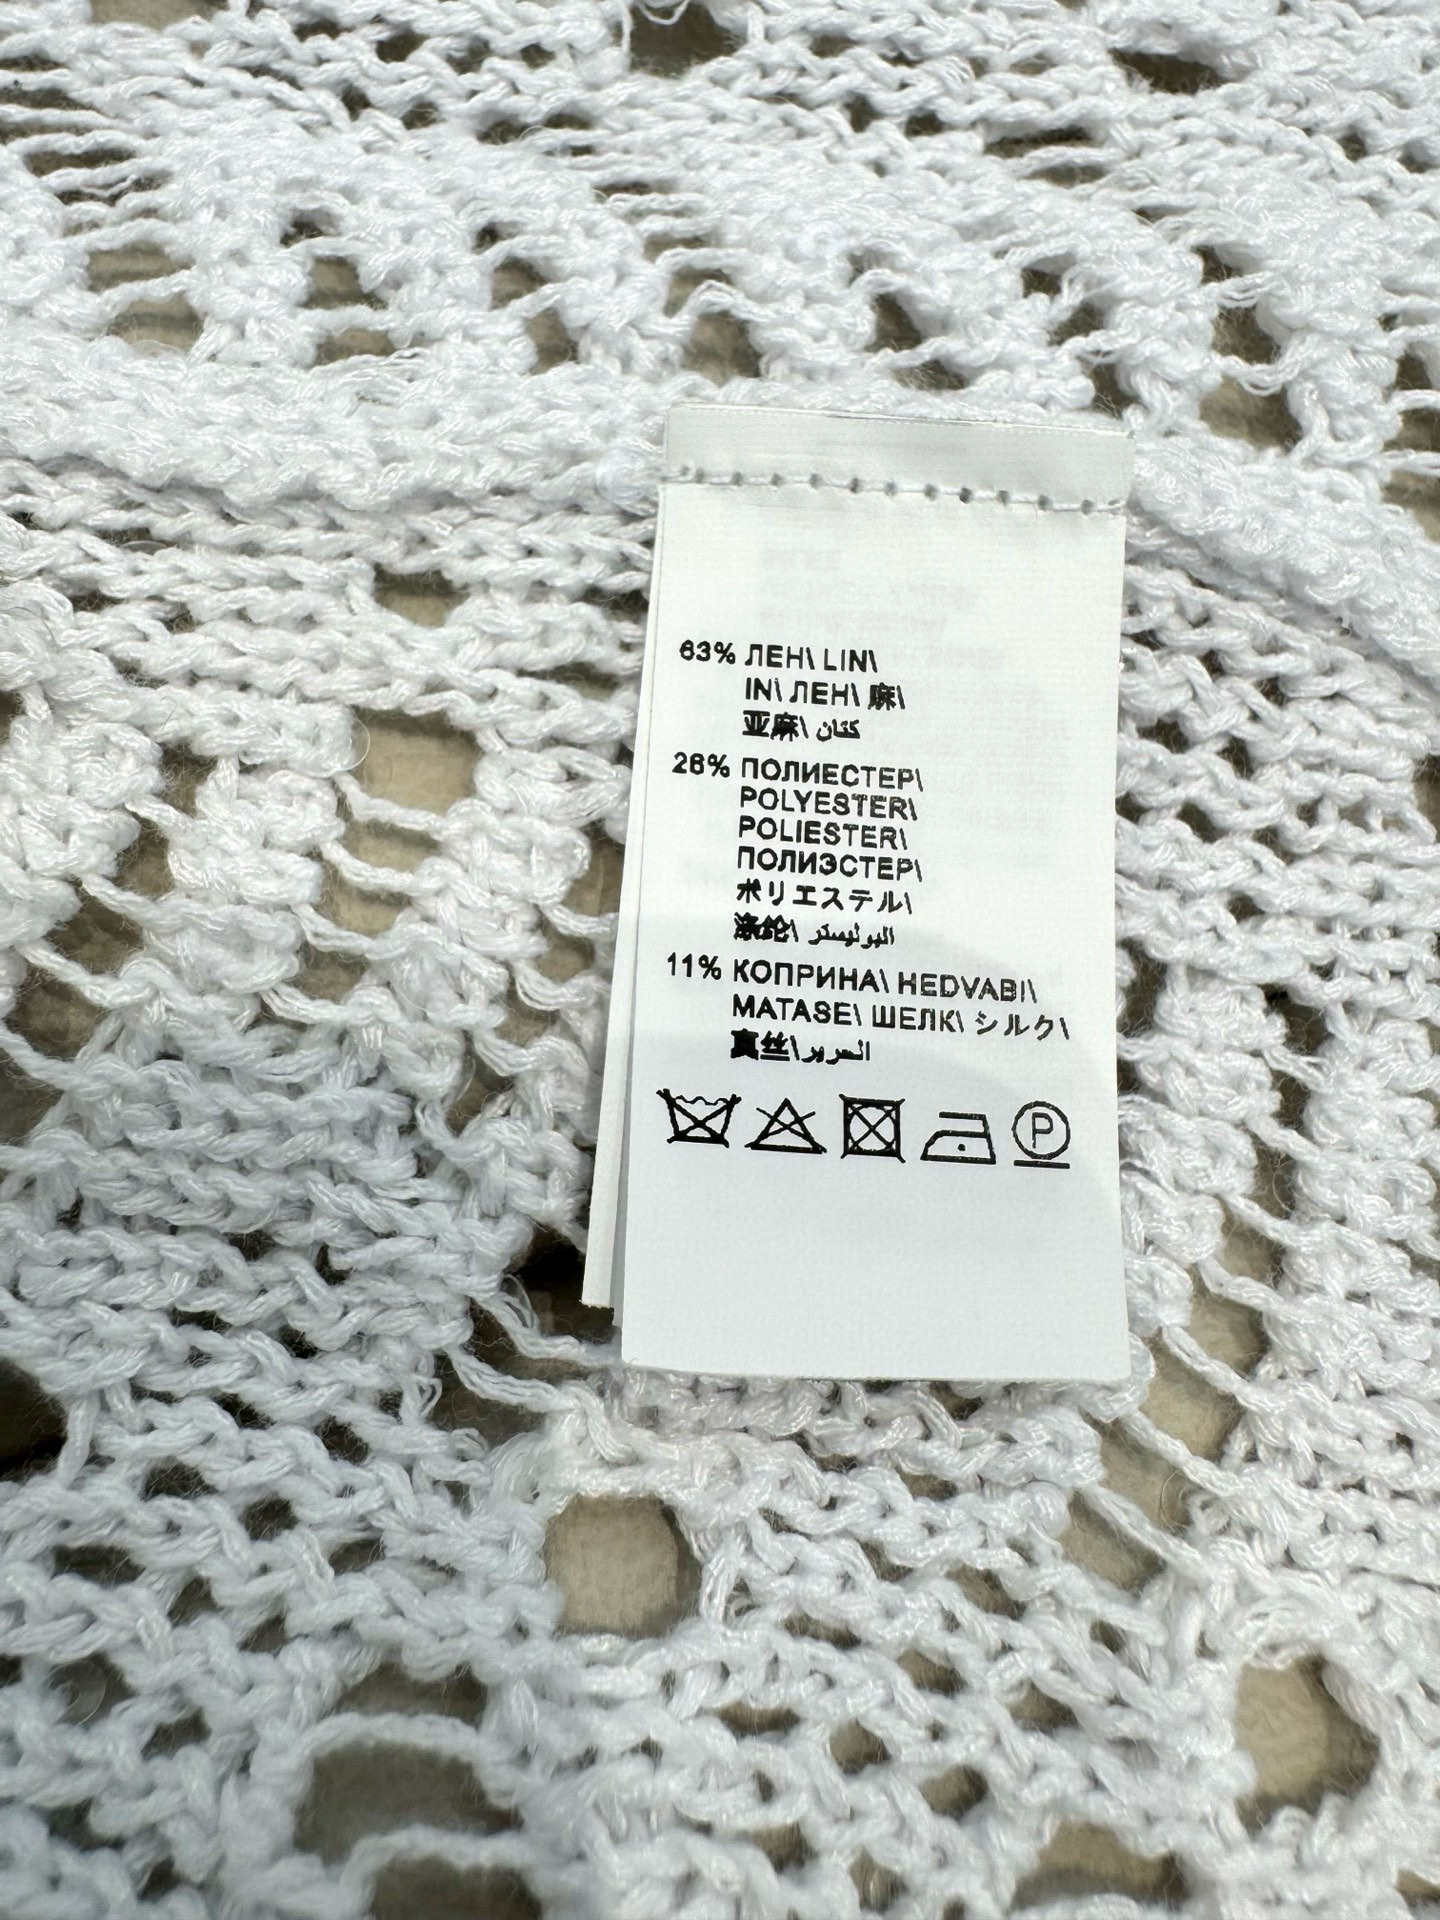 63% ЛЕН\ LIN\
IN\ ЛЕН\ 麻\
亚麻\ كتان
26% ПОЛИЕСТЕР\
POLYESTER\
POLIESTER\
ПОЛИЭСТЕР\
ポリエステル\
涤纶\ البوليستر
11% КОПРИНА\ HEDVABI\
MATASE\ ШЕЛК\ シルク\
真丝\ الحرير
P